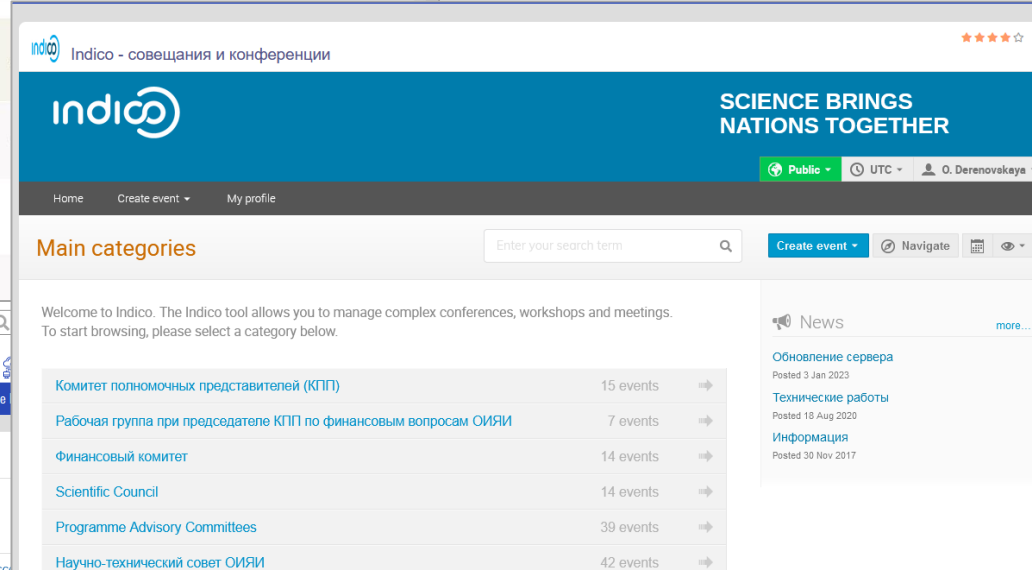 indico Indico - совещания и конференции
indico
SCIENCE BRINGS
NATIONS TOGETHER
Public UTC O. Derenovskaya
Home Create event My profile
Main categories Enter your search term Create event Navigate
Welcome to Indico. The Indico tool allows you to manage complex conferences, workshops and meetings.
To start browsing, please select a category below.
Комитет полномочных представителей (КПП) 15 events
Рабочая группа при председателе КПП по финансовым вопросам ОИЯИ 7 events
Финансовый комитет 14 events
Scientific Council 14 events
Programme Advisory Committees 39 events
Научно-технический совет ОИЯИ 42 events
News more...
Обновление сервера
Posted 3 Jan 2023
Технические работы
Posted 18 Aug 2020
Информация
Posted 30 Nov 2017